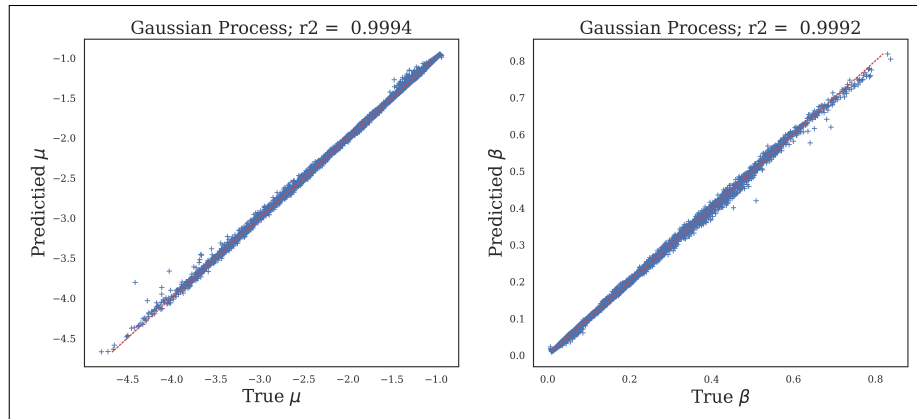 Gaussian Process; r2 = 0.9994
−1.0
−1.5
−2.0
−2.5
−3.0
−3.5
−4.0
−4.5
Predictied μ
−4.5 −4.0 −3.5 −3.0 −2.5 −2.0 −1.5 −1.0
True μ
Gaussian Process; r2 = 0.9992
0.8
0.7
0.6
0.5
0.4
0.3
0.2
0.1
0.0
Predictied β
0.0 0.2 0.4 0.6 0.8
True β